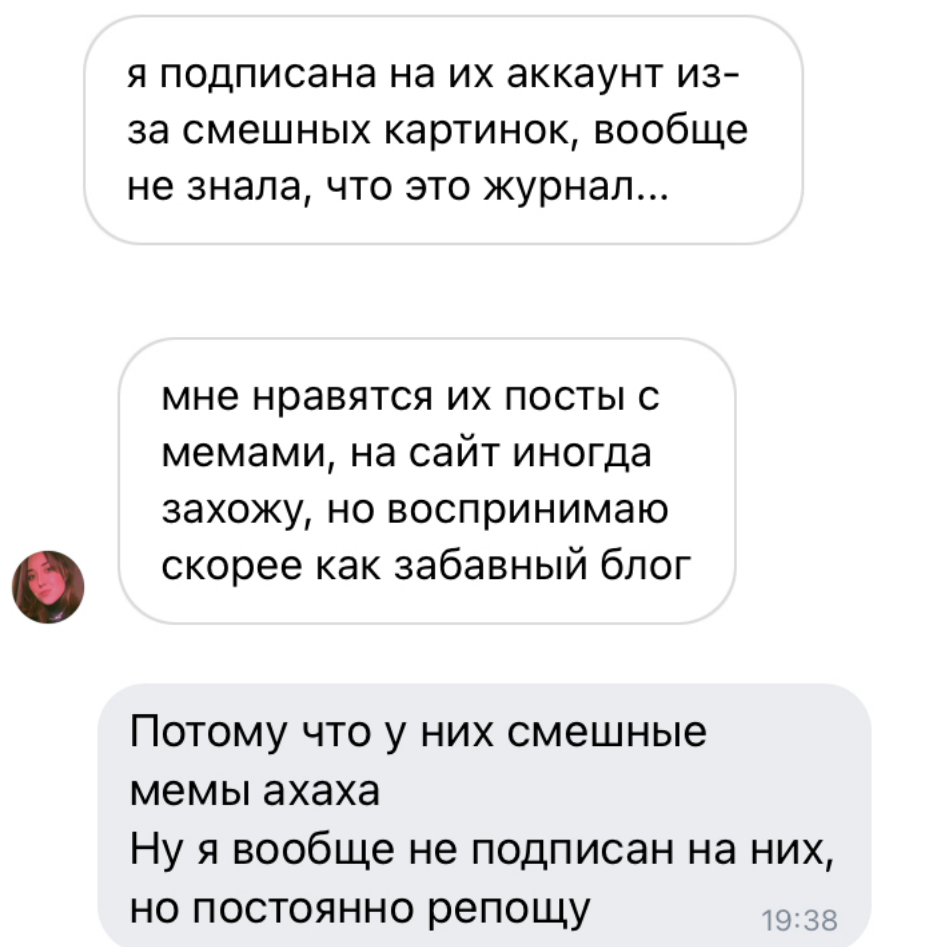 я подписана на их аккаунт из-
за смешных картинок, вообще
не знала, что это журнал...
мне нравятся их посты с
мемами, на сайт иногда
захожу, но воспринимаю
скорее как забавный блог
Потому что у них смешные
мемы ахаха
Ну я вообще не подписан на них,
но постоянно репощу
19:38